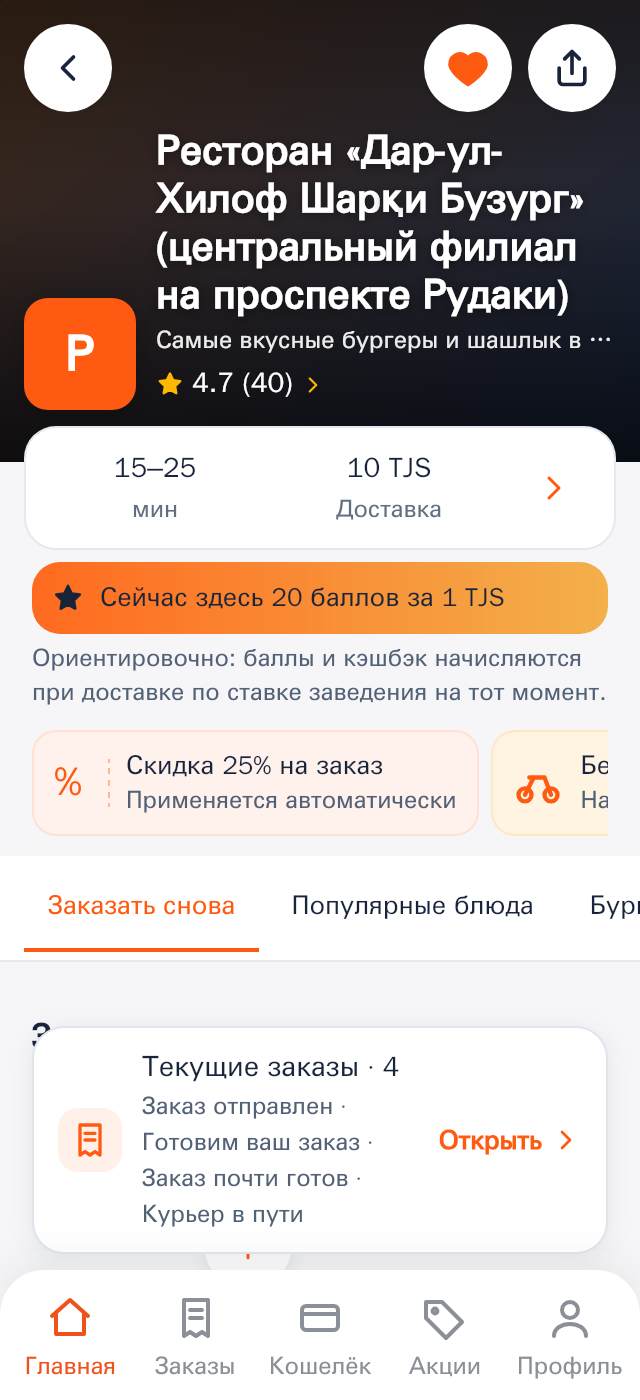 Ресторан «Дар-ул-
Хилоф Шарқи Бузург»
(центральный филиал
на проспекте Рудаки)
Р
Самые вкусные бургеры и шашлык в ...
4.7 (40)
15–25
мин
10 TJS
Доставка
Сейчас здесь 20 баллов за 1 TJS
Ориентировочно: баллы и кэшбэк начисляются
при доставке по ставке заведения на тот момент.
%
Скидка 25% на заказ
Применяется автоматически
Бе
На
Заказать снова
Популярные блюда
Бур
Текущие заказы · 4
Заказ отправлен ·
Готовим ваш заказ ·
Заказ почти готов ·
Курьер в пути
Открыть
Главная
Заказы
Кошелёк
Акции
Профиль